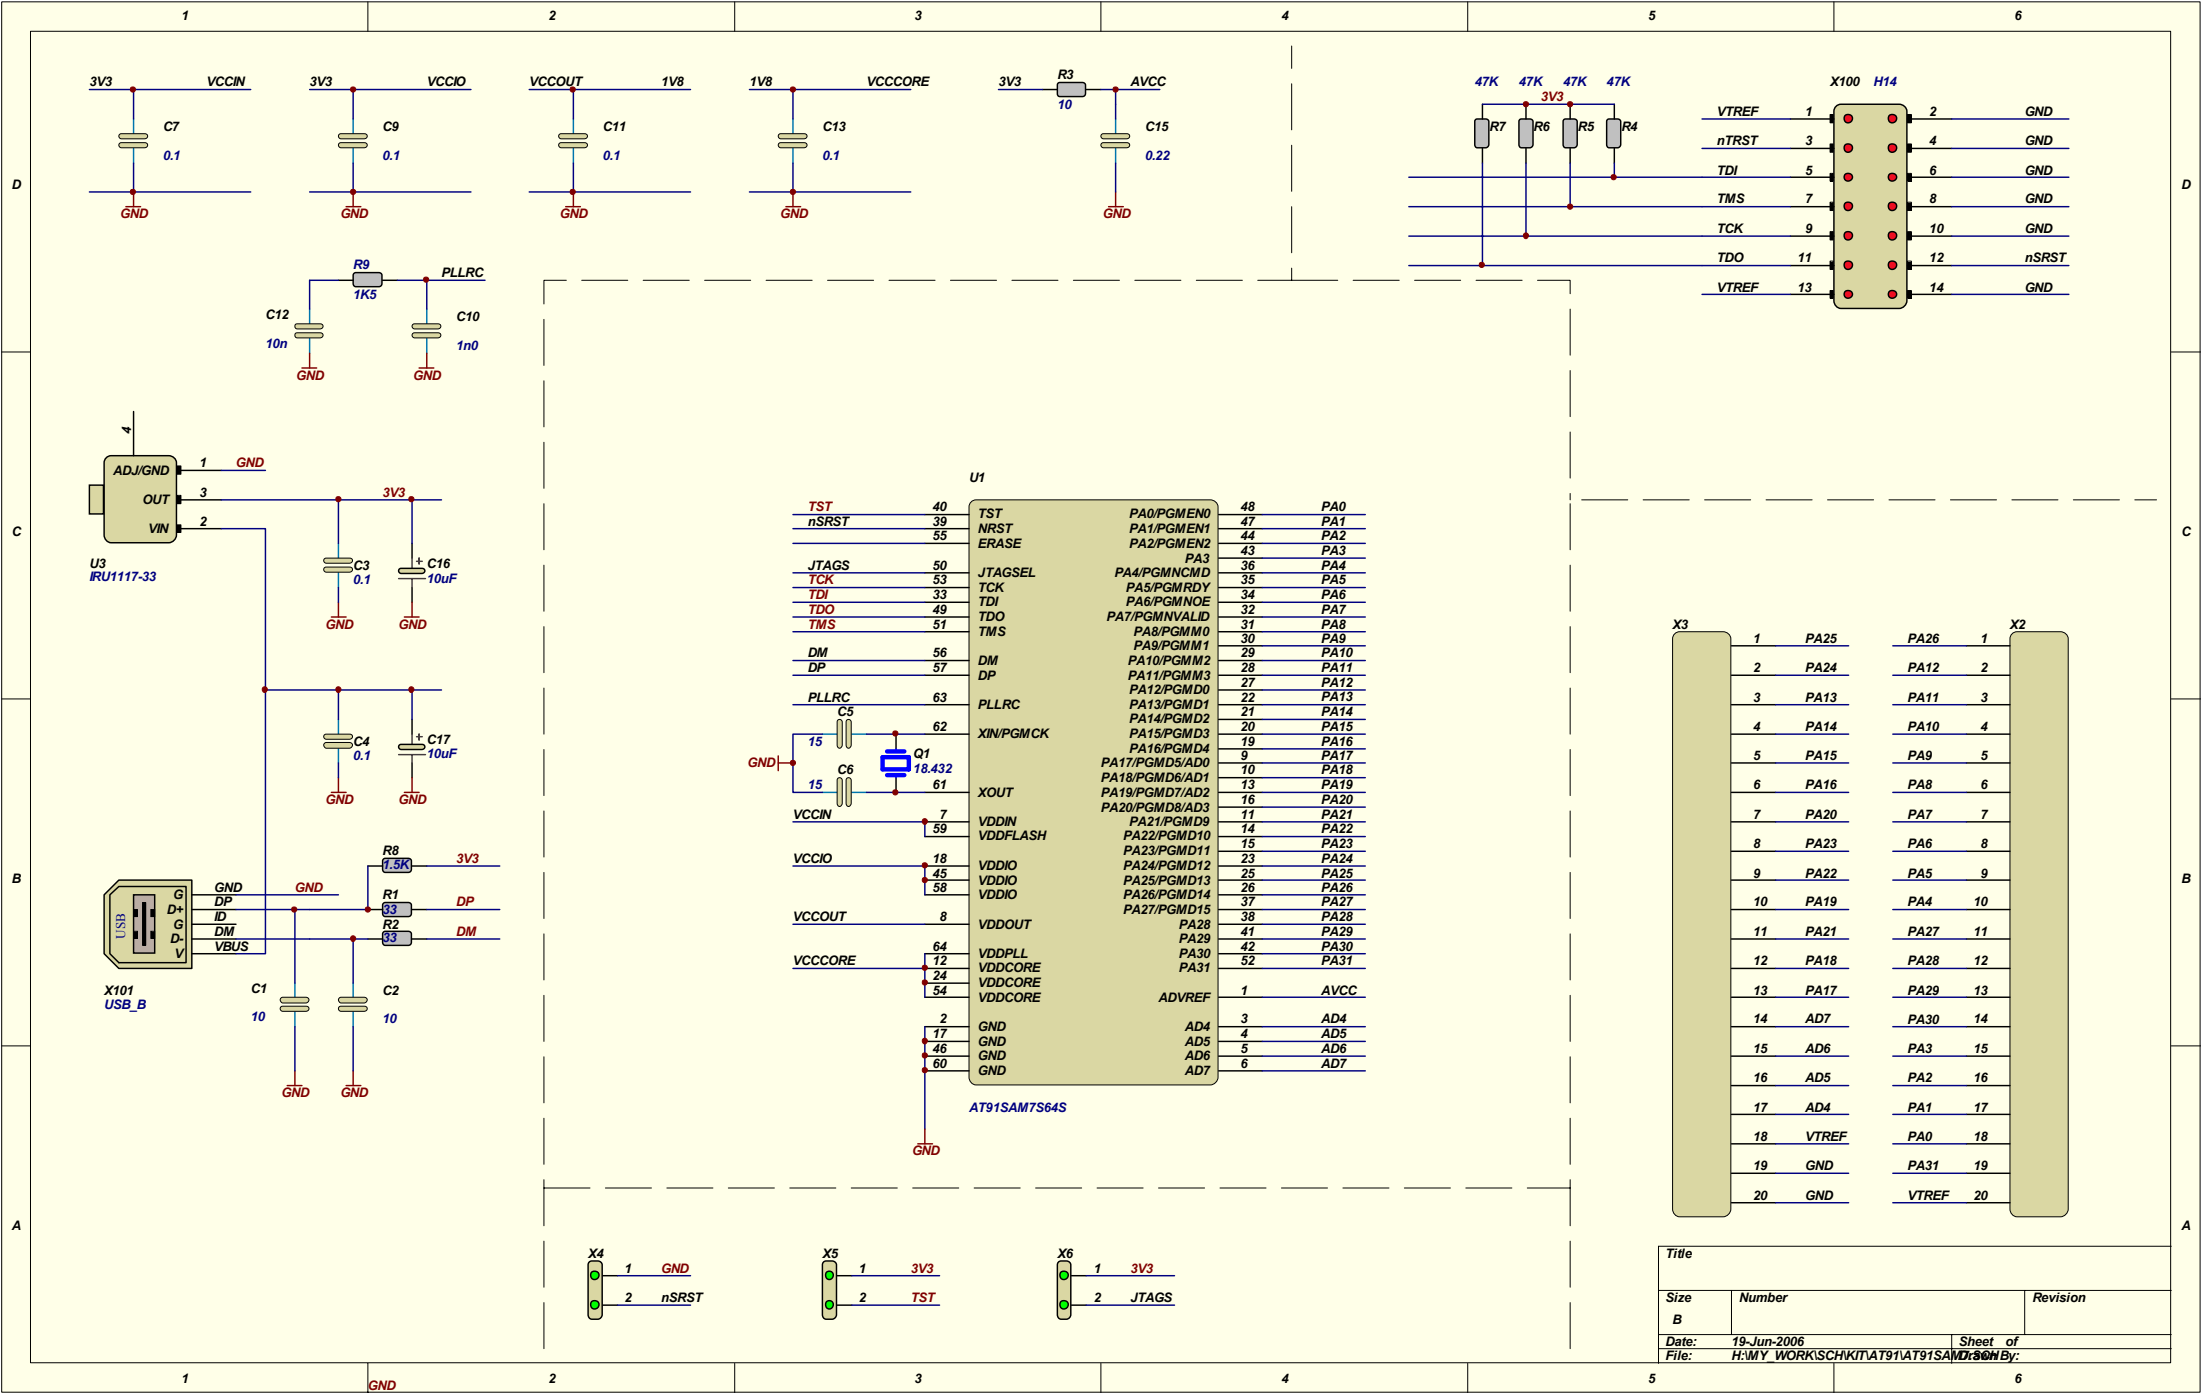 1 2 3 4 5 6
3V3 VCCIN
C7
0.1
GND
3V3 VCCIO
C9
0.1
GND
VCCOUT 1V8
C11
0.1
GND
1V8 VCCCORE
C13
0.1
GND
3V3 R3 AVCC
10
C15
0.22
GND
47K 47K 47K 47K
3V3
R7 R6 R5 R4
X100 H14
VTREF 1 2 GND
nTRST 3 4 GND
TDI 5 6 GND
TMS 7 8 GND
TCK 9 10 GND
TDO 11 12 nSRST
VTREF 13 14 GND
D D
R9 PLLRC
1K5
C12 C10
10n 1n0
GND GND
4
ADJ/GND 1 GND
OUT 3 3V3
VIN 2
U3
IRU1117-33
C3
0.1
C16
10uF
GND GND
C C
C4
0.1
C17
10uF
GND GND
R8
1.5K 3V3
G GND GND
R1
D+ DP 33 DP
G ID
R2
D- DM 33 DM
V VBUS
USB
X101
USB_B
C1 C2
10 10
GND GND
B B
U1
TST 40 TST
nSRST 39 NRST
55 ERASE
JTAGS 50 JTAGSEL
TCK 53 TCK
TDI 33 TDI
TDO 49 TDO
TMS 51 TMS
DM 56 DM
DP 57 DP
PLLRC 63 PLLRC
C5
15
62 XIN/PGMCK
GND
Q1
18.432
C6
15
61 XOUT
VCCIN 7 VDDIN
59 VDDFLASH
VCCIO 18 VDDIO
45 VDDIO
58 VDDIO
VCCOUT 8 VDDOUT
64 VDDPLL
VCCCORE 12 VDDCORE
24 VDDCORE
54 VDDCORE
2 GND
17 GND
46 GND
60 GND
GND
PA0/PGMEN0 48 PA0
PA1/PGMEN1 47 PA1
PA2/PGMEN2 44 PA2
PA3 43 PA3
PA4/PGMNCMD 36 PA4
PA5/PGMRDY 35 PA5
PA6/PGMNOE 34 PA6
PA7/PGMNVALID 32 PA7
PA8/PGMM0 31 PA8
PA9/PGMM1 30 PA9
PA10/PGMM2 29 PA10
PA11/PGMM3 28 PA11
PA12/PGMD0 27 PA12
PA13/PGMD1 22 PA13
PA14/PGMD2 21 PA14
PA15/PGMD3 20 PA15
PA16/PGMD4 19 PA16
PA17/PGMD5/AD0 9 PA17
PA18/PGMD6/AD1 10 PA18
PA19/PGMD7/AD2 13 PA19
PA20/PGMD8/AD3 16 PA20
PA21/PGMD9 11 PA21
PA22/PGMD10 14 PA22
PA23/PGMD11 15 PA23
PA24/PGMD12 23 PA24
PA25/PGMD13 25 PA25
PA26/PGMD14 26 PA26
PA27/PGMD15 37 PA27
PA28 38 PA28
PA29 41 PA29
PA30 42 PA30
PA31 52 PA31
ADVREF 1 AVCC
AD4 3 AD4
AD5 4 AD5
AD6 5 AD6
AD7 6 AD7
AT91SAM7S64S
X3 X2
1 PA25 PA26 1
2 PA24 PA12 2
3 PA13 PA11 3
4 PA14 PA10 4
5 PA15 PA9 5
6 PA16 PA8 6
7 PA20 PA7 7
8 PA23 PA6 8
9 PA22 PA5 9
10 PA19 PA4 10
11 PA21 PA27 11
12 PA18 PA28 12
13 PA17 PA29 13
14 AD7 PA30 14
15 AD6 PA3 15
16 AD5 PA2 16
17 AD4 PA1 17
18 VTREF PA0 18
19 GND PA31 19
20 GND VTREF 20
A A
X4
1 GND
2 nSRST
X5
1 3V3
2 TST
X6
1 3V3
2 JTAGS
Title
Size Number Revision
B
Date: 19-Jun-2006 Sheet of
File: H:\MY_WORK\SCH\KIT\AT91\AT91SAM7.SCH Drawn By:
1 2 3 4 5 6
GND